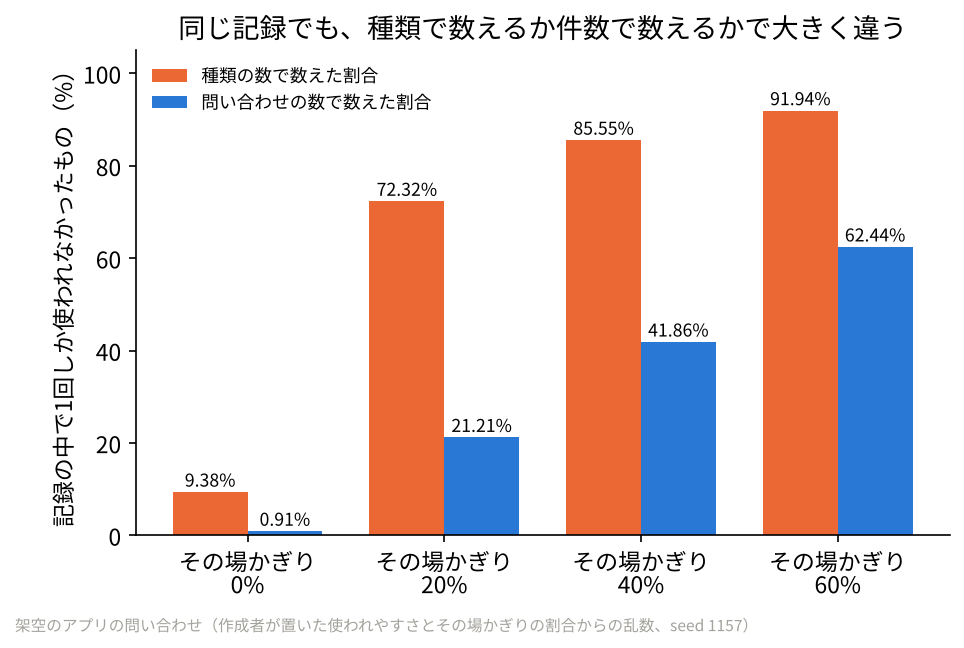 同じ記録でも、種類で数えるか件数で数えるかで大きく違う
記録の中で1回しか使われなかったもの（%）
100
80
60
40
20
0
種類の数で数えた割合
問い合わせの数で数えた割合
9.38%
0.91%
72.32%
21.21%
85.55%
41.86%
91.94%
62.44%
その場かぎり
0%
その場かぎり
20%
その場かぎり
40%
その場かぎり
60%
架空のアプリの問い合わせ（作成者が置いた使われやすさとその場かぎりの割合からの乱数、seed 1157）